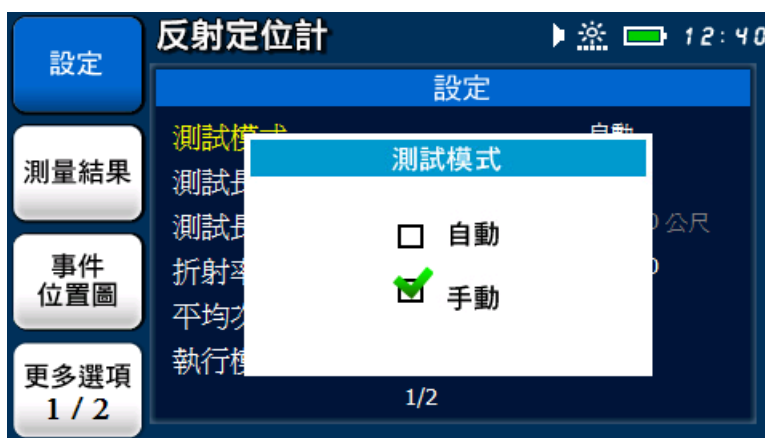 反射定位計
12:40
設定
設定
測量結果
事件
位置圖
更多選項
1 / 2
測試模式
自動
測試長
測試長
公尺
折射率
0
平均次
執行模
1/2
測試模式
自動
手動